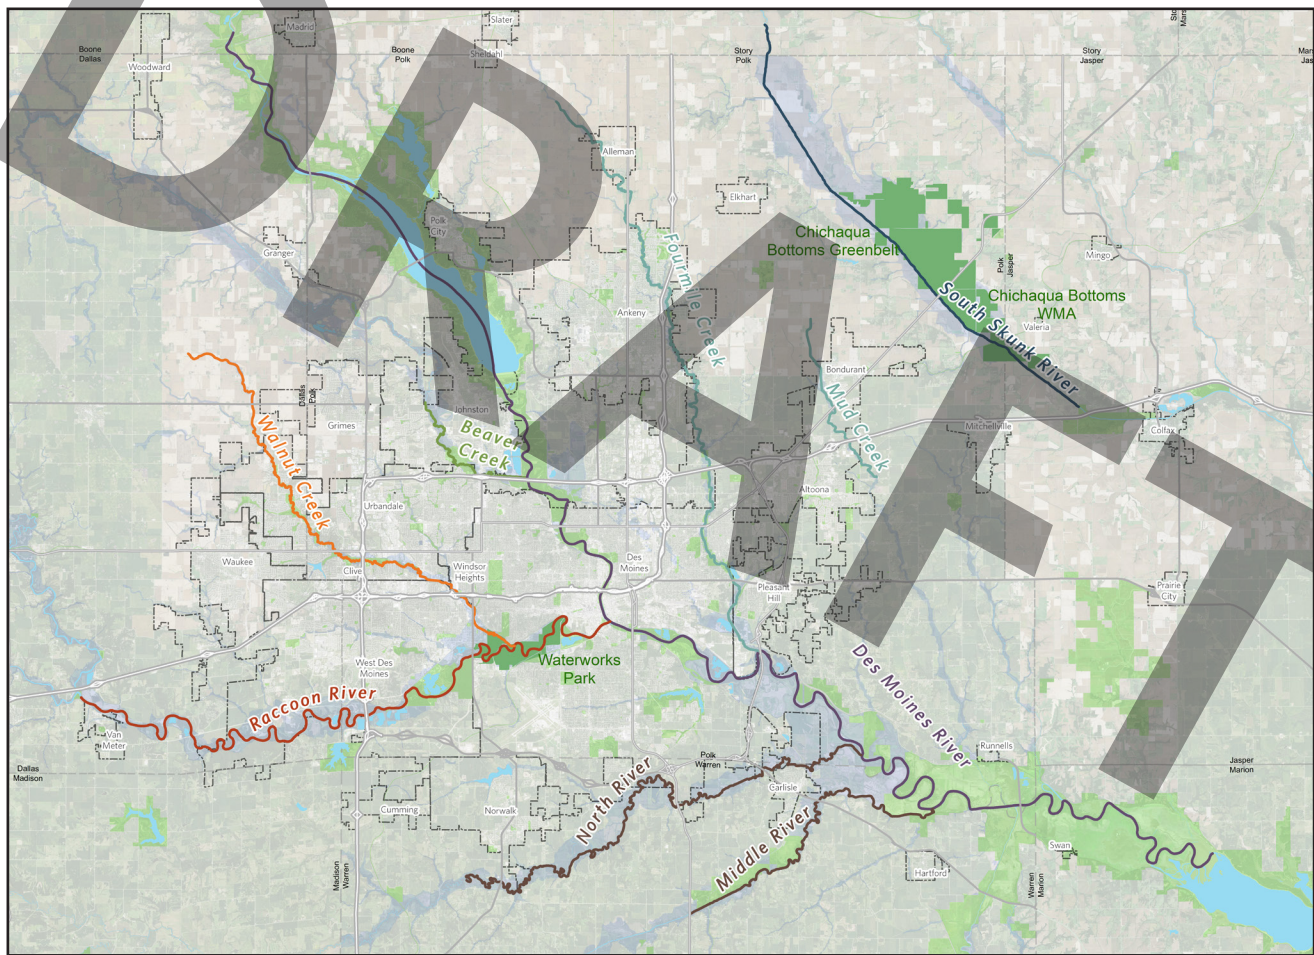 Madrid
Slater
Boone
Dallas
Boone
Polk
Sheldahl
Story
Polk
Story
Jasper
Woodward
Alleman
Elkhart
Polk
City
Chichaqua
Bottoms Greenbelt
Granger
Fourmile Creek
Polk
Jasper
Mingo
Ankeny
South Skunk River
Chichaqua Bottoms
WMA
Valeria
Bondurant
Dallas
Polk
Johnston
Grimes
Beaver
Creek
Walnut Creek
Mud Creek
Mitchellville
Colfax
Altoona
Urbandale
Waukee
Clive
Windsor
Heights
Des
Moines
Pleasant
Hill
Prairie
City
West Des
Moines
Waterworks
Park
Raccoon River
Des Moines River
Van
Meter
Dallas
Madison
Runnells
Polk
Warren
Jasper
Marion
Carlisle
Cumming
Norwalk
North River
Middle River
Swan
Hartford
Madison
Warren
Warren
Marion
DRAFT